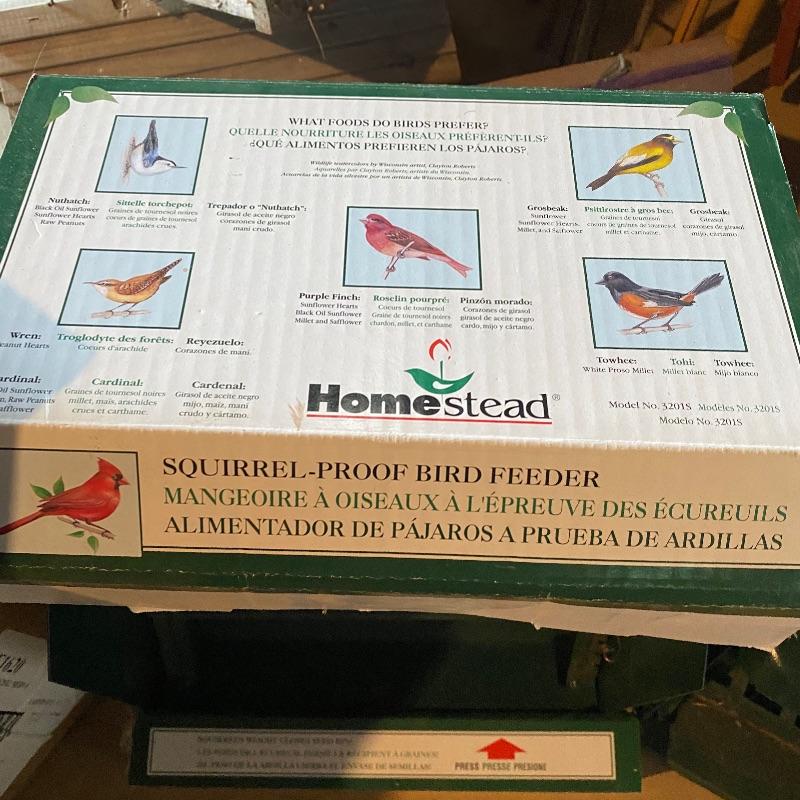 WHAT FOODS DO BIRDS PREFER?
QUELLE NOURRITURE LES OISEAUX PRÉFÈRENT-ILS?
¿QUÉ ALIMENTOS PREFIEREN LOS PÁJAROS?
Wildlife watercolors by Wisconsin artist, Clayton Roberts
Aquarelles par Clayton Roberts, artiste du Wisconsin.
Acuarelas de la vida silvestre por un artista de Wisconsin, Clayton Roberts.
Nuthatch:
Black Oil Sunflower
Sunflower Hearts
Raw Peanuts
Sittelle torchepot:
Graines de tournesol noires
coeurs de graines de tournesol
arachides crues.
Trepador o "Nuthatch":
Girasol de aceite negro
corazones de girasol
maní crudo.
Grosbeak:
Sunflower
Sunflower Hearts,
Millet, and Safflower
Psittirostre à gros bec:
Graines de tournesol
coeurs de graines de tournesol
millet et carthame.
Grosbeak:
Girasol
corazones de girasol
mijo, cártamo.
Purple Finch:
Sunflower Hearts
Black Oil Sunflower
Millet and Safflower
Roselin pourpré:
Coeurs de tournesol
Graine de tournesol noires
chardon, millet, et carthame
Pinzón morado:
Corazones de girasol
girasol de aceite negro
cardo, mijo y cártamo.
Wren:
eanut Hearts
Troglodyte des forêts:
Coeurs d'arachide
Reyezuelo:
Corazones de maní.
Towhee:
White Proso Millet
Tohi:
Millet blanc
Towhee:
Mijo blanco
ardinal:
Oil Sunflower
n, Raw Peanuts
afflower
Cardinal:
Graines de tournesol noires
millet, maïs, arachides
crues et carthame.
Cardenal:
Girasol de aceite negro
mijo, maíz, maní
crudo y cártamo.
Homestead®
Model No. 3201S Modèles No. 3201S
Modelo No. 3201S
SQUIRREL-PROOF BIRD FEEDER
MANGEOIRE À OISEAUX À L'ÉPREUVE DES ÉCUREUILS
ALIMENTADOR DE PÁJAROS A PRUEBA DE ARDILLAS
PRESS PRESSE PRESIONE